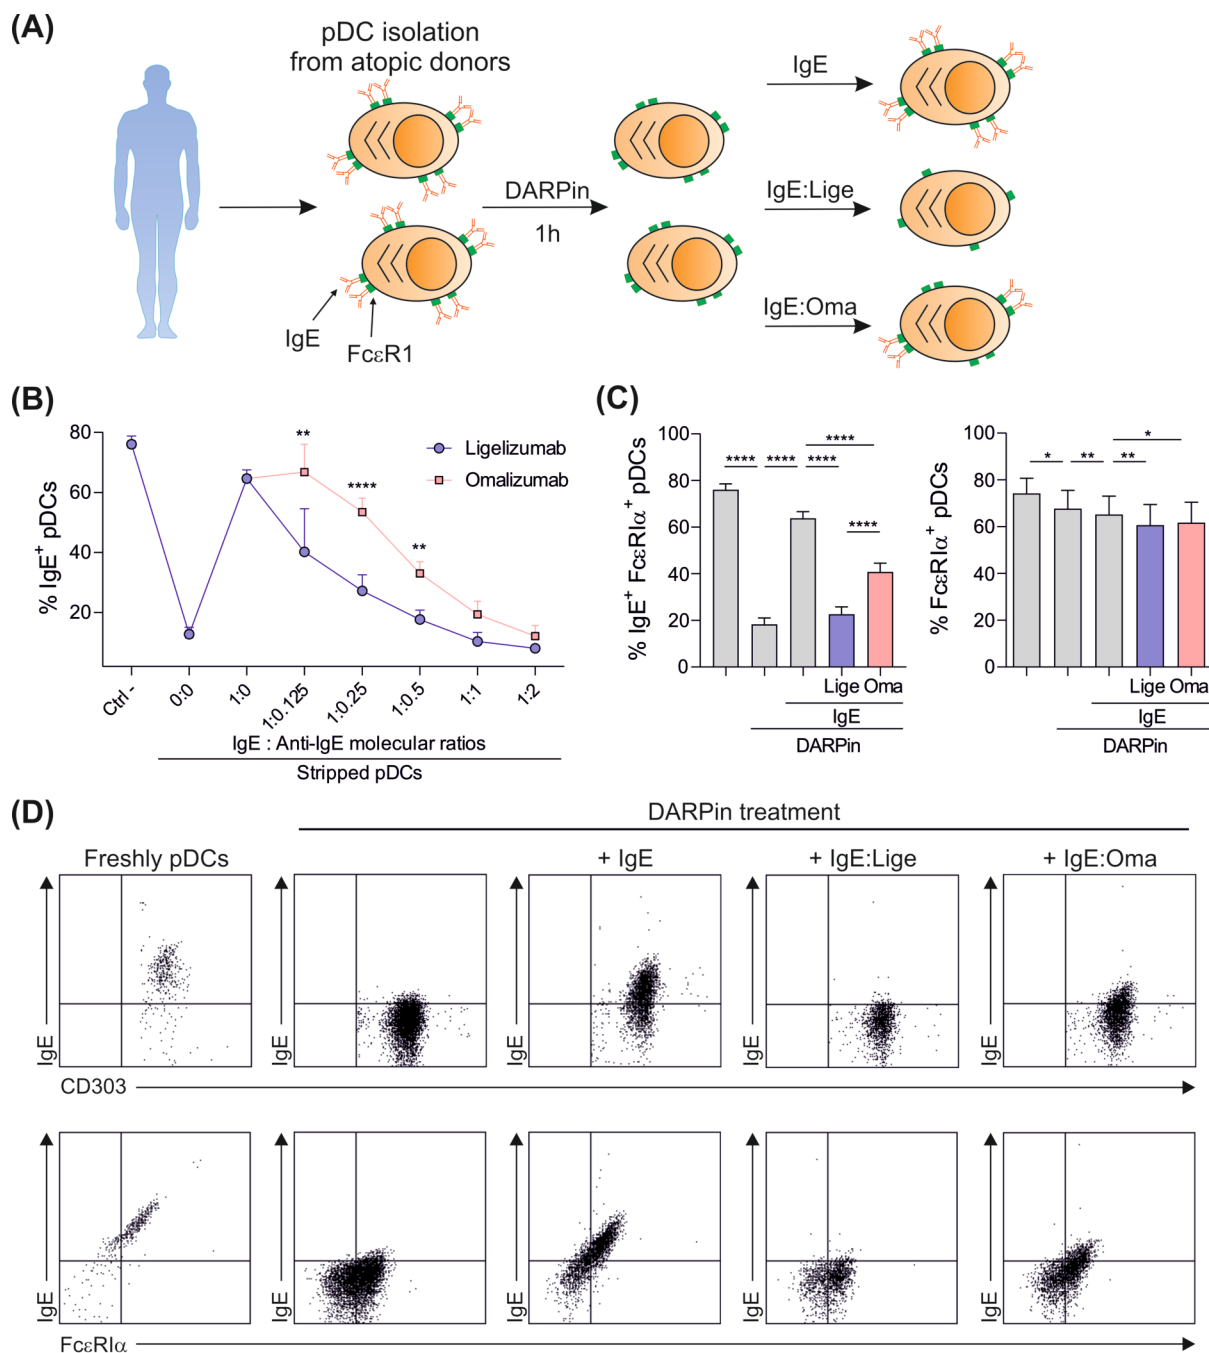 (A)
pDC isolation
from atopic donors
IgE
FcεR1
DARPin
1h
IgE
IgE:Lige
IgE:Oma
(B)
% IgE⁺ pDCs
80
60
40
20
** **** **
Ligelizumab
Omalizumab
Ctrl - 0:0 1:0 1:0.125 1:0.25 1:0.5 1:1 1:2
IgE : Anti-IgE molecular ratios
Stripped pDCs
(C)
% IgE⁺ FcεRIα⁺ pDCs
100
80
60
40
20
0
****
**** **** ****
****
Lige Oma
IgE
DARPin
% FcεRIα⁺ pDCs
100
80
60
40
20
0
*
* ** **
Lige Oma
IgE
DARPin
(D)
DARPin treatment
Freshly pDCs + IgE + IgE:Lige + IgE:Oma
IgE IgE IgE IgE IgE
CD303
IgE IgE IgE IgE IgE
FcεRIα